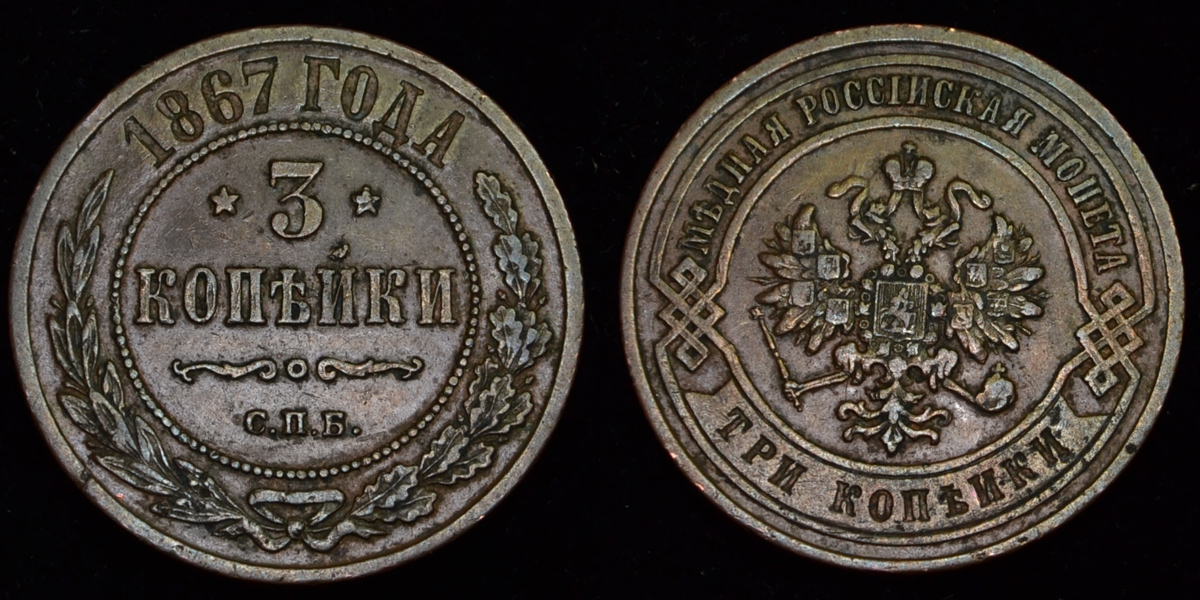 1867 ГОДА
3
КОПѢЙКИ
С.П.Б.
МѢДНАЯ РОССІЙСКАЯ МОНЕТА
ТРИ КОПѢЙКИ